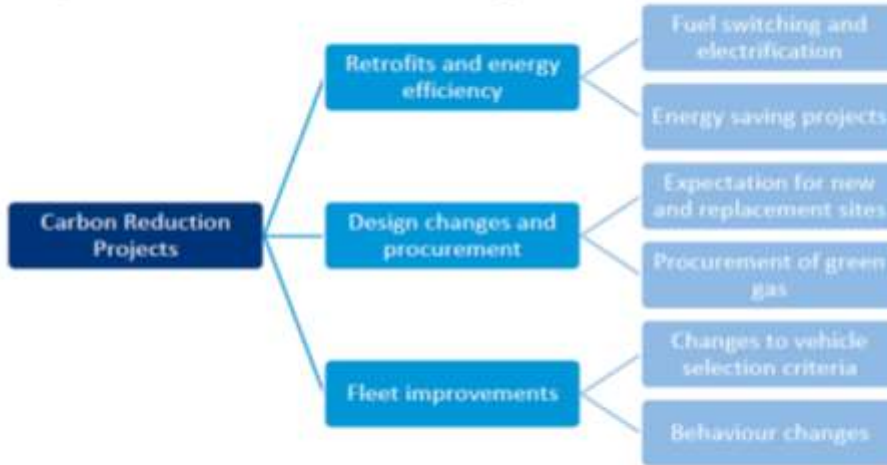 Fuel switching and
electrification
Retrofits and energy
efficiency
Energy saving projects
Expectation for new
and replacement sites
Carbon Reduction
Projects
Design changes and
procurement
Procurement of green
gas
Changes to vehicle
selection criteria
Fleet improvements
Behaviour changes